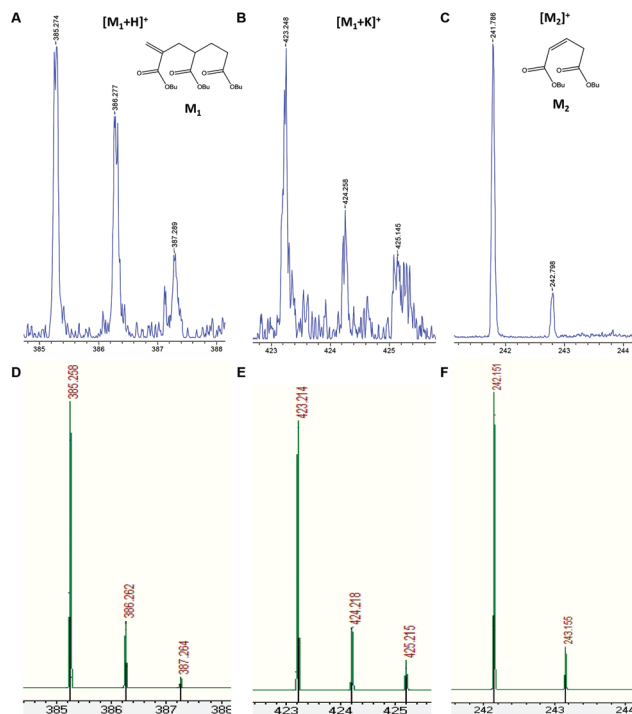 A
[M1+H]+
385.274
386.277
387.289
O
O
O
OBu
OBu
OBu
M1
385
386
387
388
B
[M1+K]+
423.248
424.258
425.145
423
424
425
C
[M2]+
241.786
242.798
O
O
OBu
OBu
M2
242
243
244
D
385.258
386.262
387.264
385
386
387
388
E
423.214
424.218
425.215
423
424
425
F
242.151
243.155
242
243
244